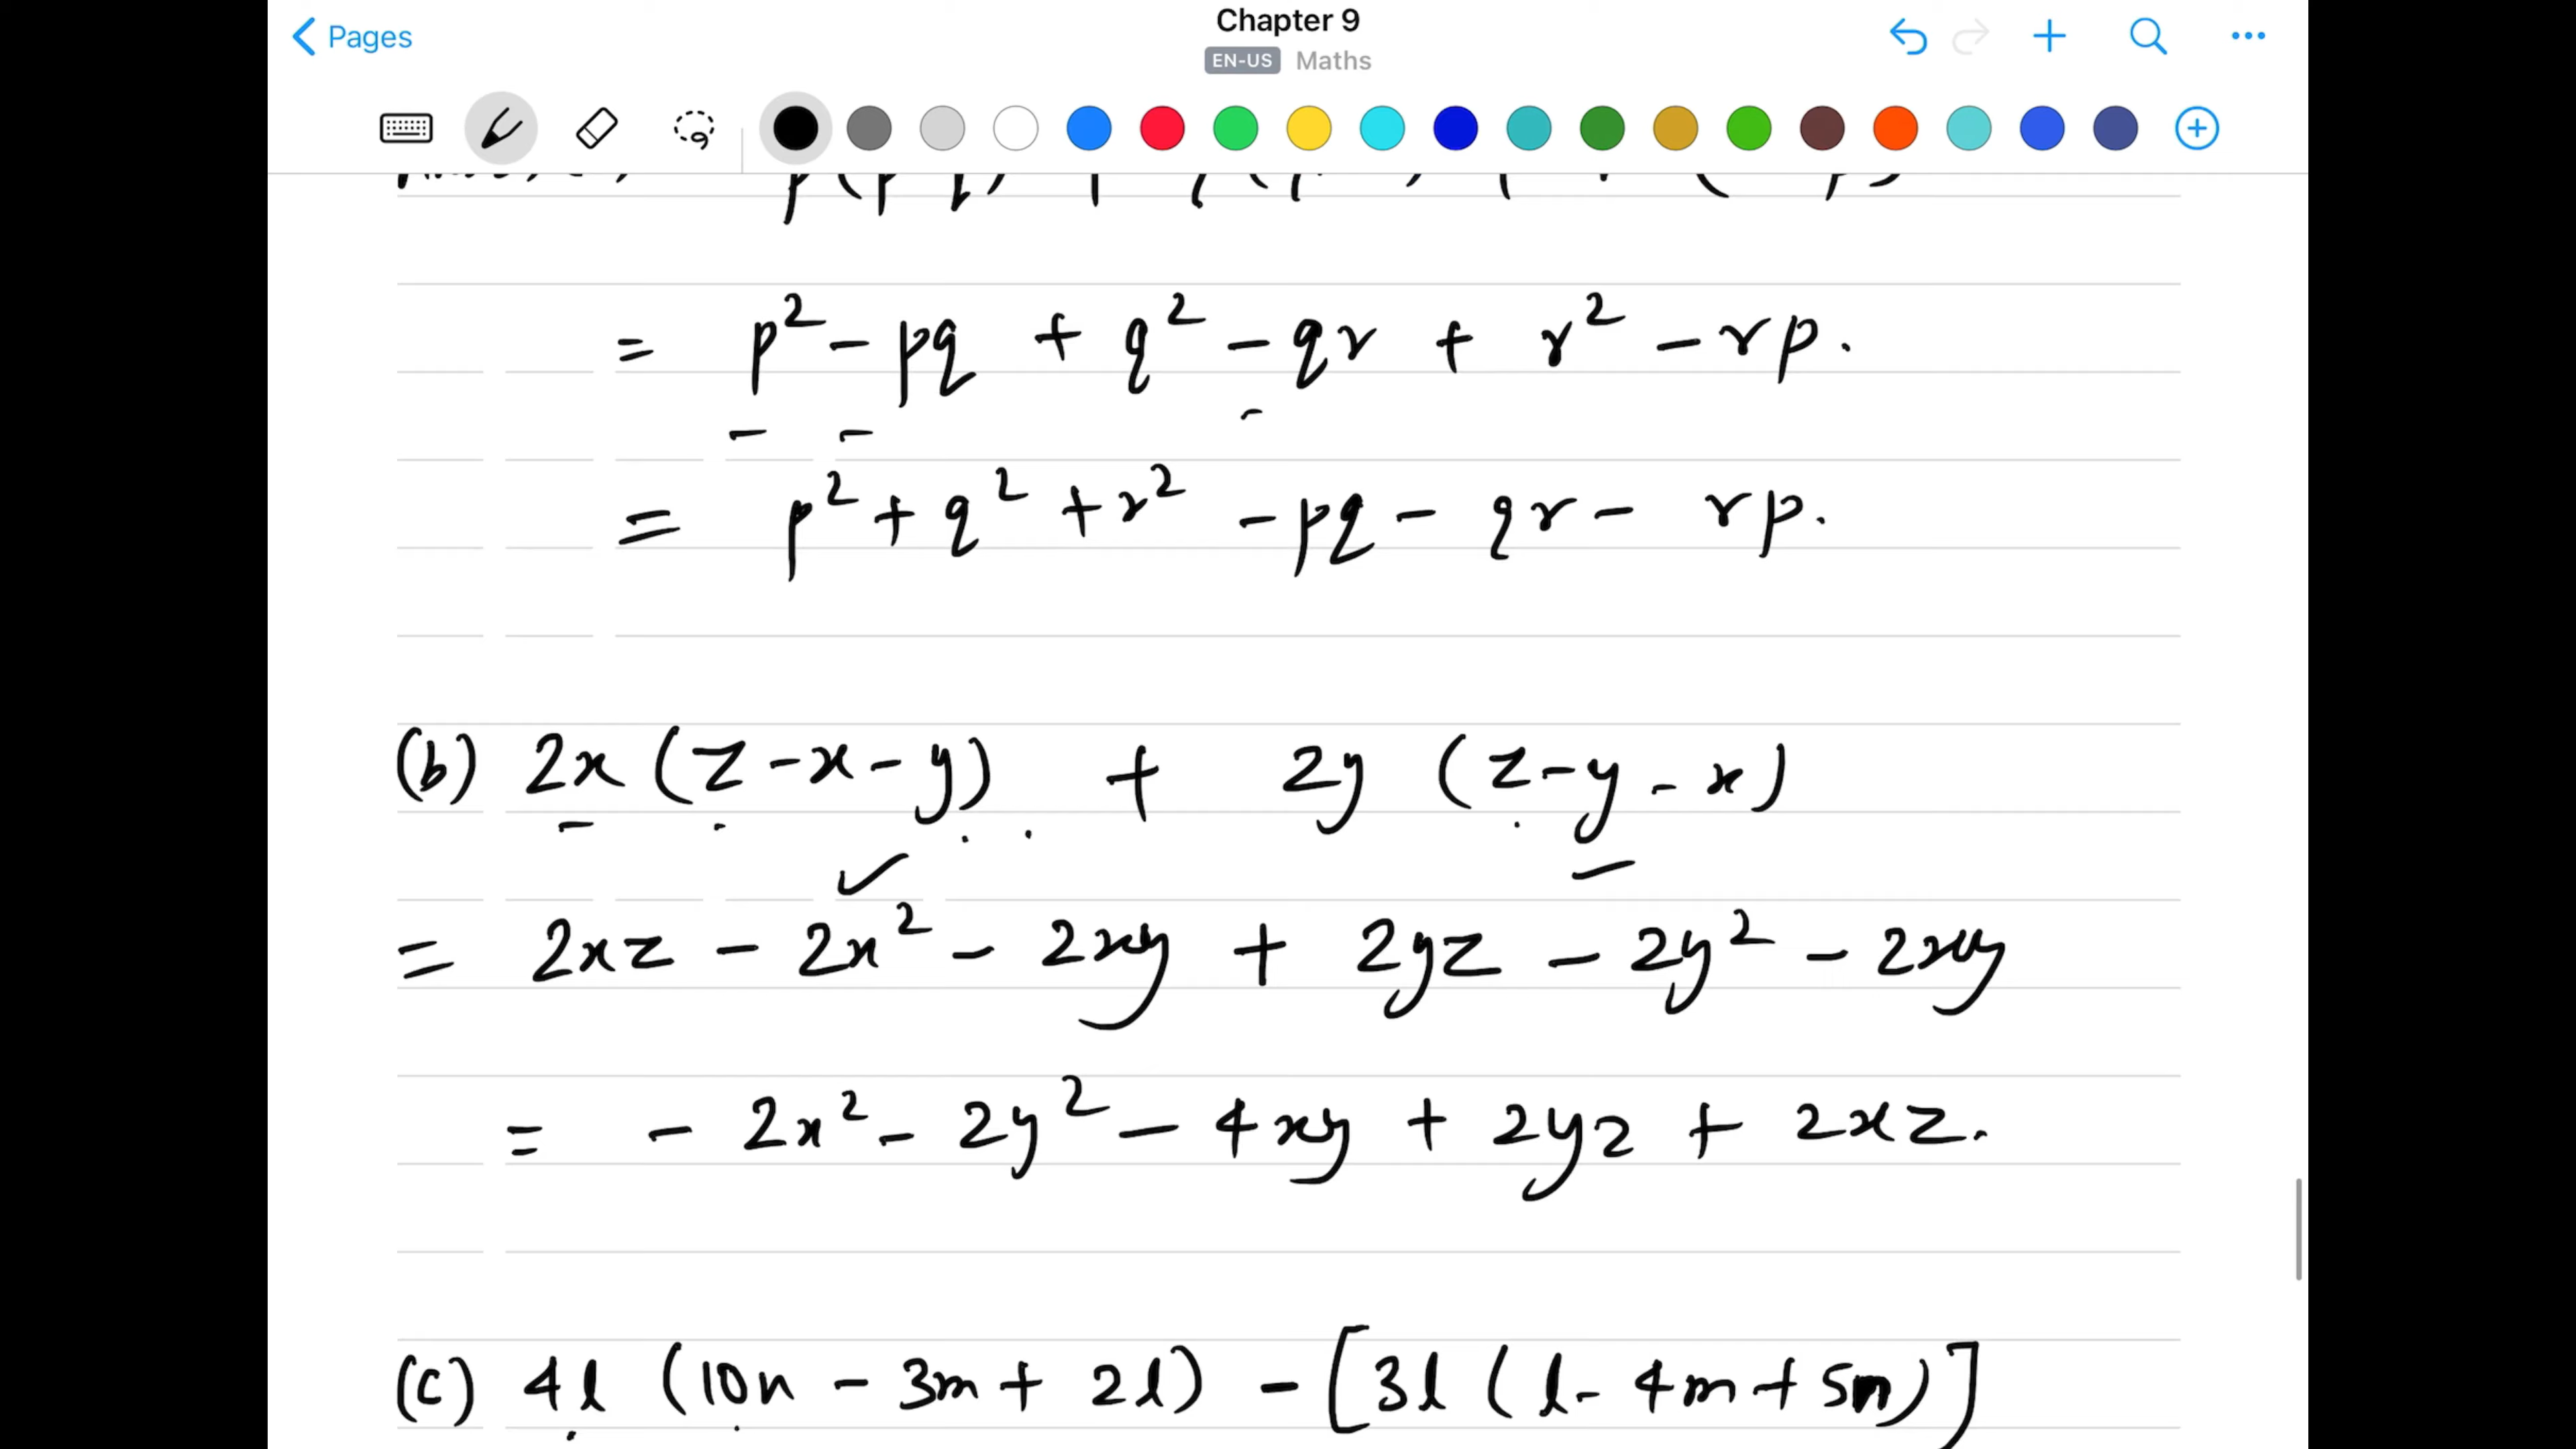 Pages
Chapter 9
EN-US Maths
= p² - pq + q² - qr + r² - rp.
= p² + q² + r² - pq - qr - rp.
(b) 2x (z - x - y) + 2y (z - y - x)
= 2xz - 2x² - 2xy + 2yz - 2y² - 2xy
= - 2x² - 2y² - 4xy + 2yz + 2xz.
(c) 4l (10n - 3m + 2l) - [3l (l - 4m + 5n)]